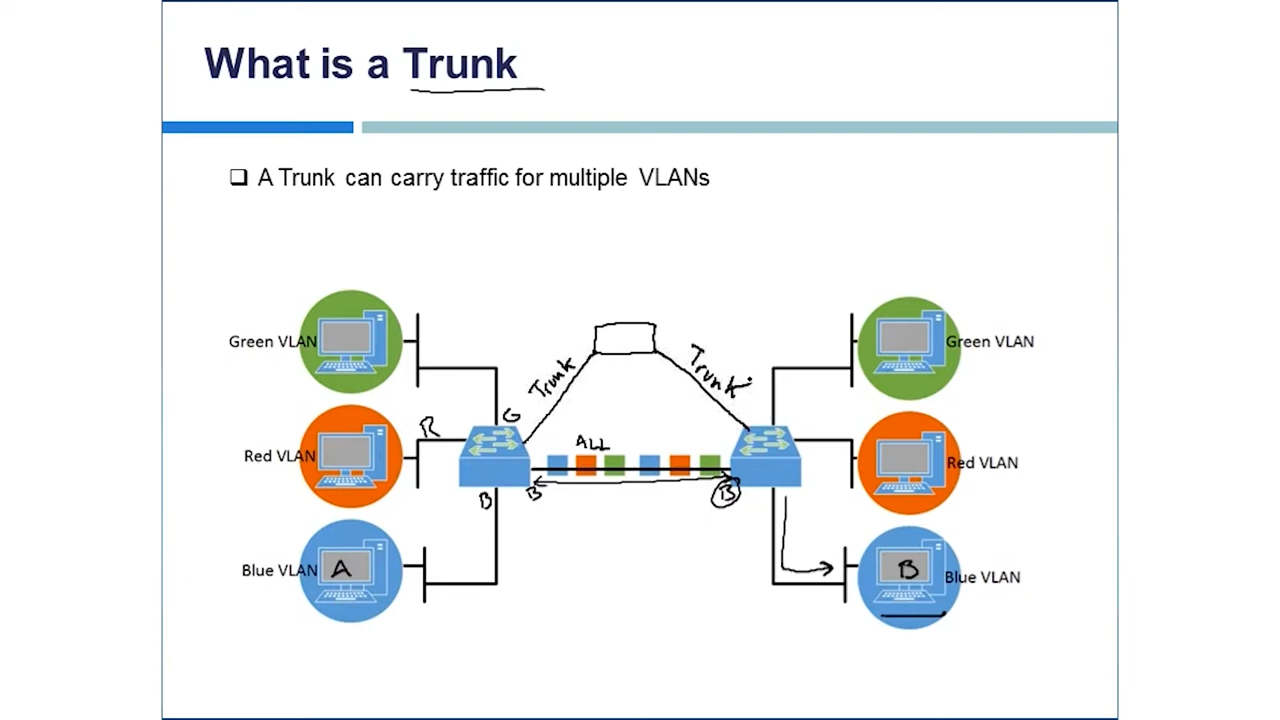 What is a Trunk
❑ A Trunk can carry traffic for multiple VLANs
Green VLAN
Green VLAN
Trunk
Trunk
G
R
ALL
Red VLAN
Red VLAN
B
B
B
Blue VLAN
A
B
Blue VLAN